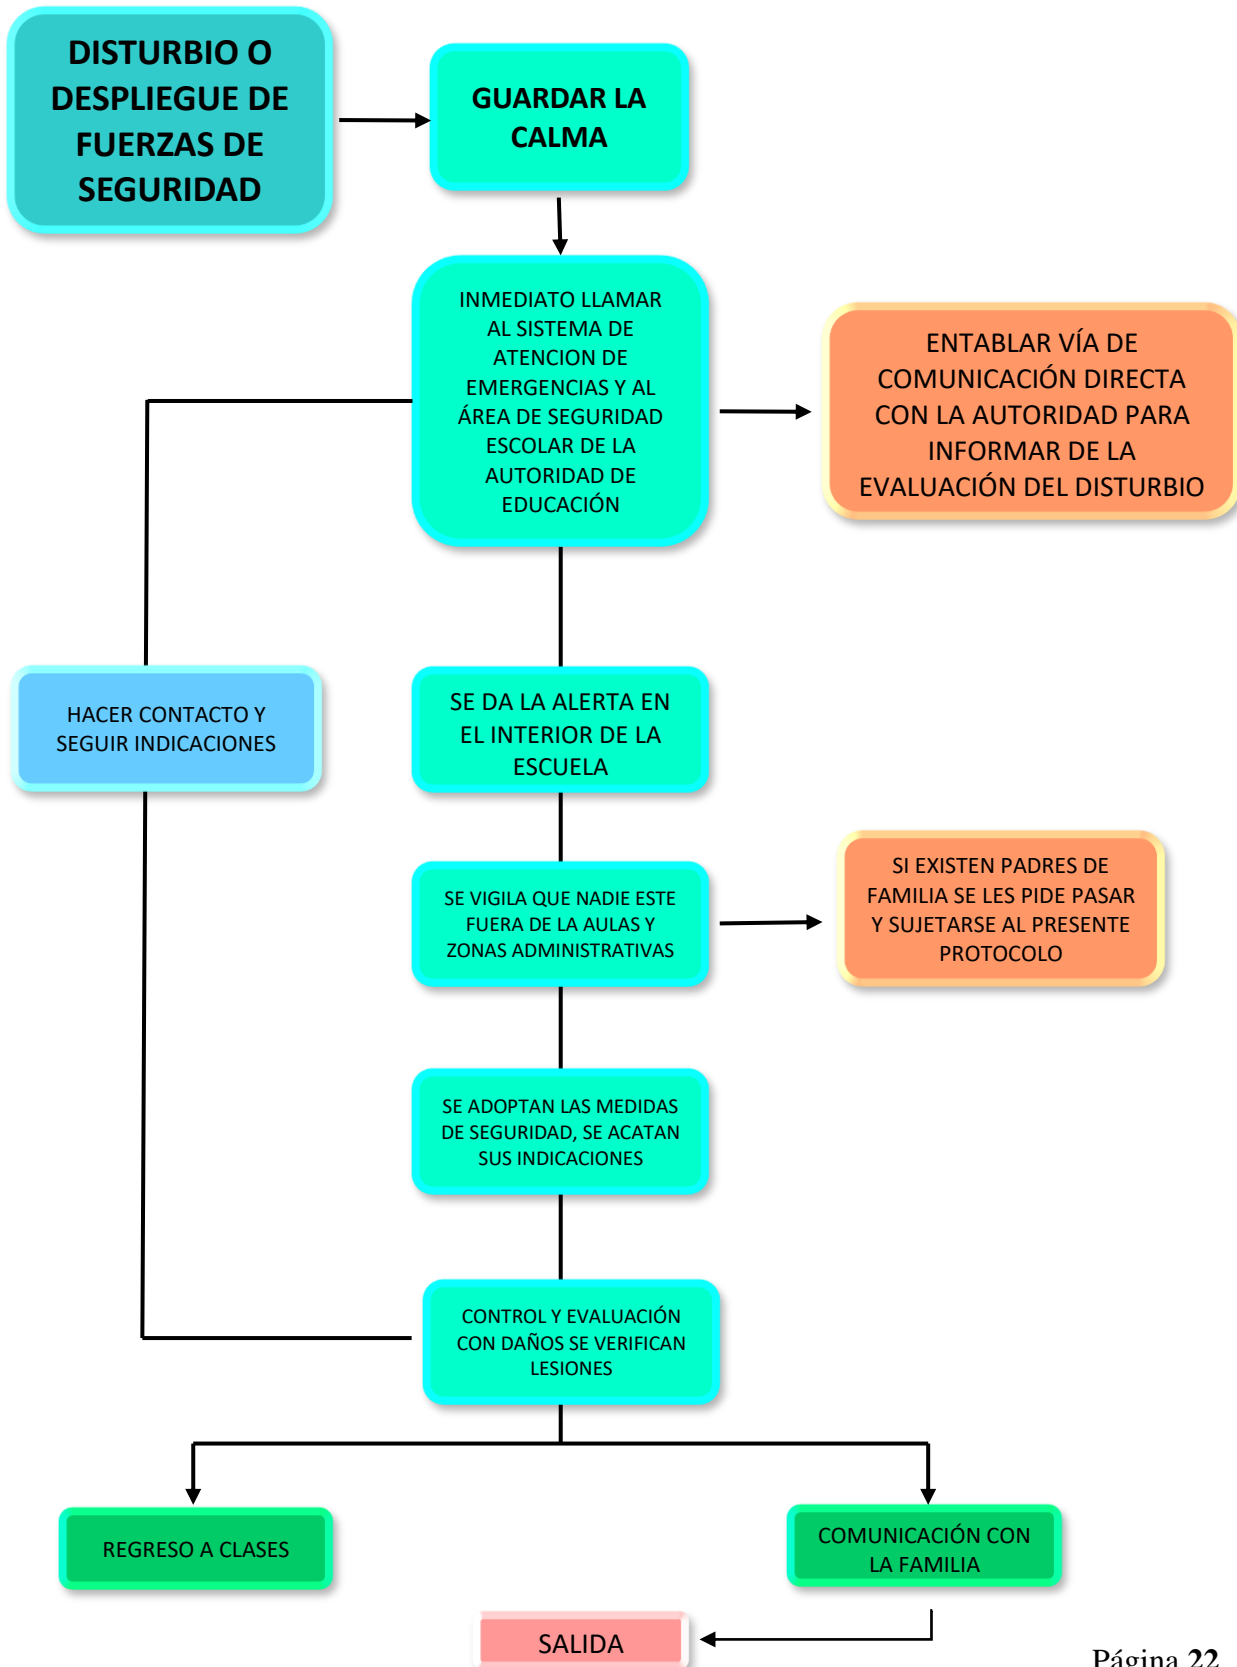 DISTURBIO O
DESPLIEGUE DE
FUERZAS DE
SEGURIDAD
GUARDAR LA
CALMA
INMEDIATO LLAMAR
AL SISTEMA DE
ATENCION DE
EMERGENCIAS Y AL
ÁREA DE SEGURIDAD
ESCOLAR DE LA
AUTORIDAD DE
EDUCACIÓN
ENTABLAR VÍA DE
COMUNICACIÓN DIRECTA
CON LA AUTORIDAD PARA
INFORMAR DE LA
EVALUACIÓN DEL DISTURBIO
HACER CONTACTO Y
SEGUIR INDICACIONES
SE DA LA ALERTA EN
EL INTERIOR DE LA
ESCUELA
SE VIGILA QUE NADIE ESTE
FUERA DE LA AULAS Y
ZONAS ADMINISTRATIVAS
SI EXISTEN PADRES DE
FAMILIA SE LES PIDE PASAR
Y SUJETARSE AL PRESENTE
PROTOCOLO
SE ADOPTAN LAS MEDIDAS
DE SEGURIDAD, SE ACATAN
SUS INDICACIONES
CONTROL Y EVALUACIÓN
CON DAÑOS SE VERIFICAN
LESIONES
REGRESO A CLASES
COMUNICACIÓN CON
LA FAMILIA
SALIDA
Página 22